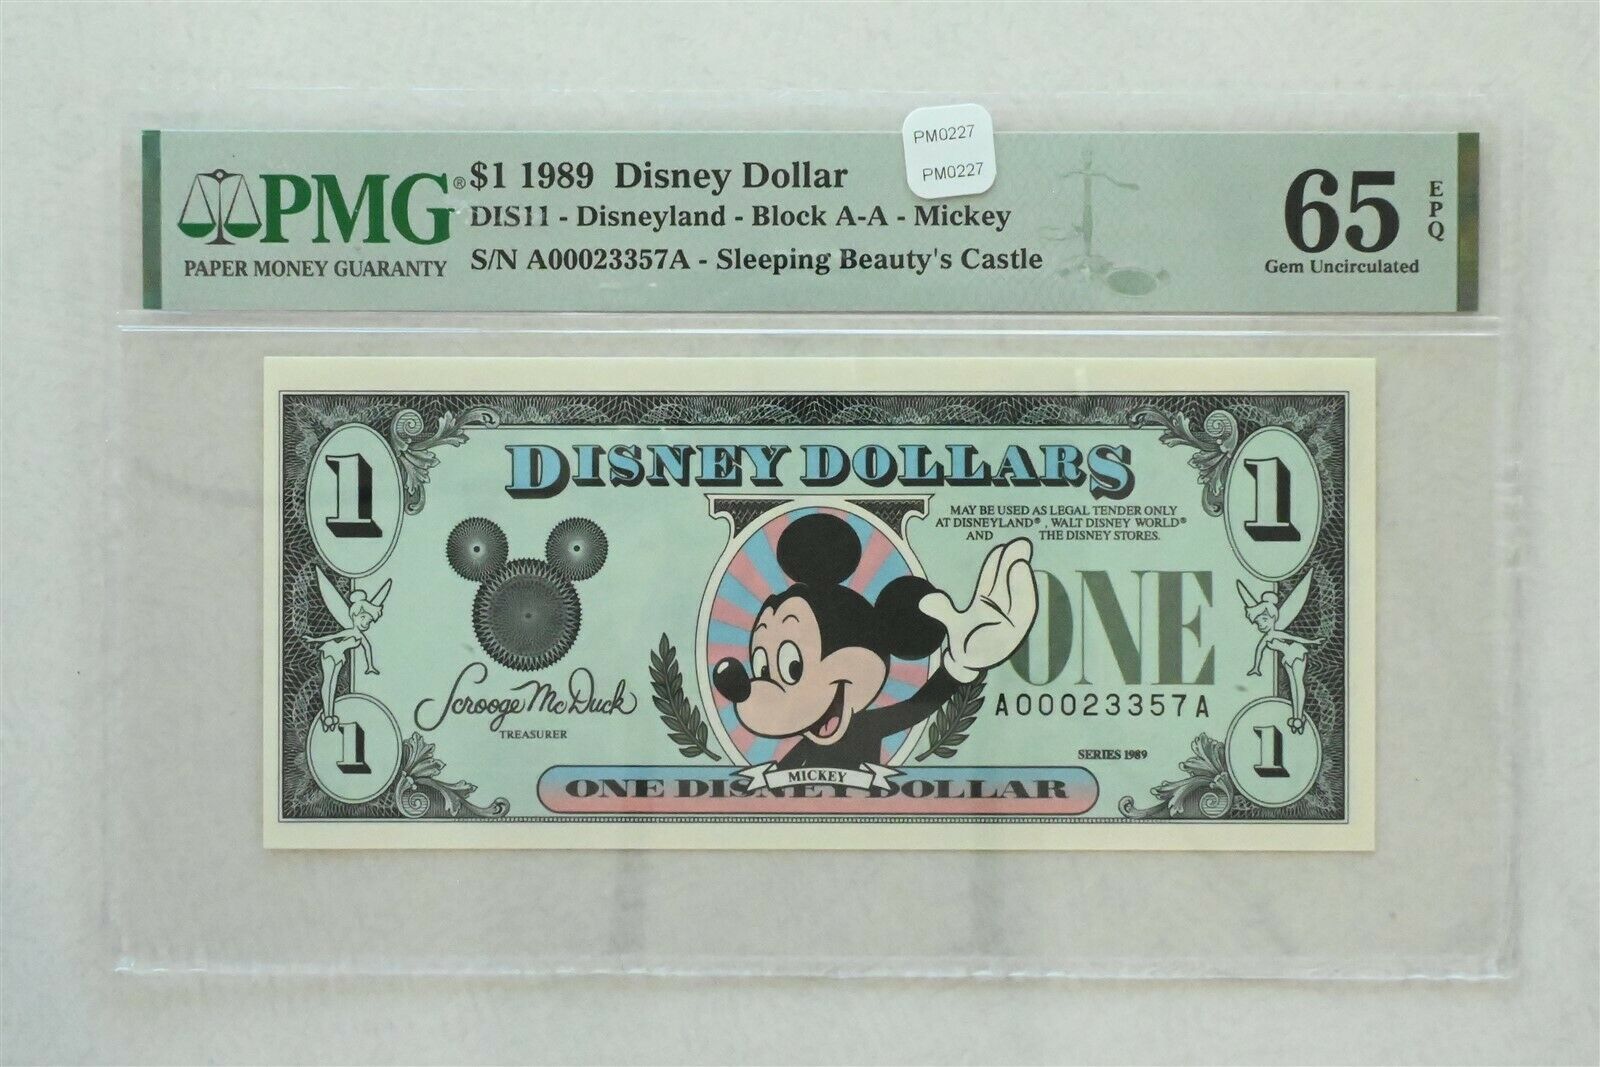 PM0227
PM0227
PMG®
PAPER MONEY GUARANTY
$1 1989 Disney Dollar
DIS11 - Disneyland - Block A-A - Mickey
S/N A00023357A - Sleeping Beauty's Castle
65
EPQ
Gem Uncirculated
1
1
DISNEY DOLLARS
MAY BE USED AS LEGAL TENDER ONLY
AT DISNEYLAND®, WALT DISNEY WORLD®
AND THE DISNEY STORES.
ONE
A00023357A
Scrooge McDuck
TREASURER
SERIES 1989
1
1
MICKEY
ONE DISNEY DOLLAR